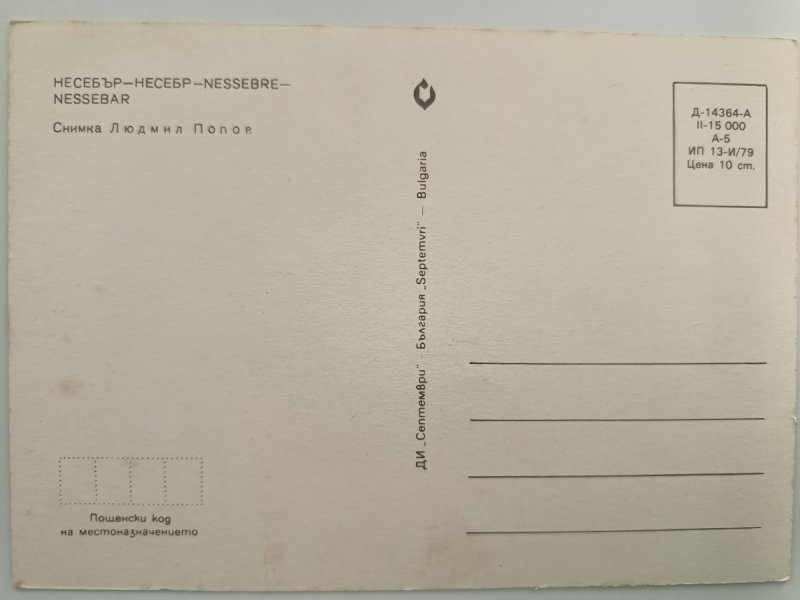 НЕСЕБЪР—НЕСЕБР—NESSEBRE—
NESSEBAR
Снимка Людмил Попов
Пощенски код
на местоназначението
ДИ „Септември" - България „Septemvri" — Bulgaria
Д-14364-А
II-15 000
А-5
ИП 13-И/79
Цена 10 ст.